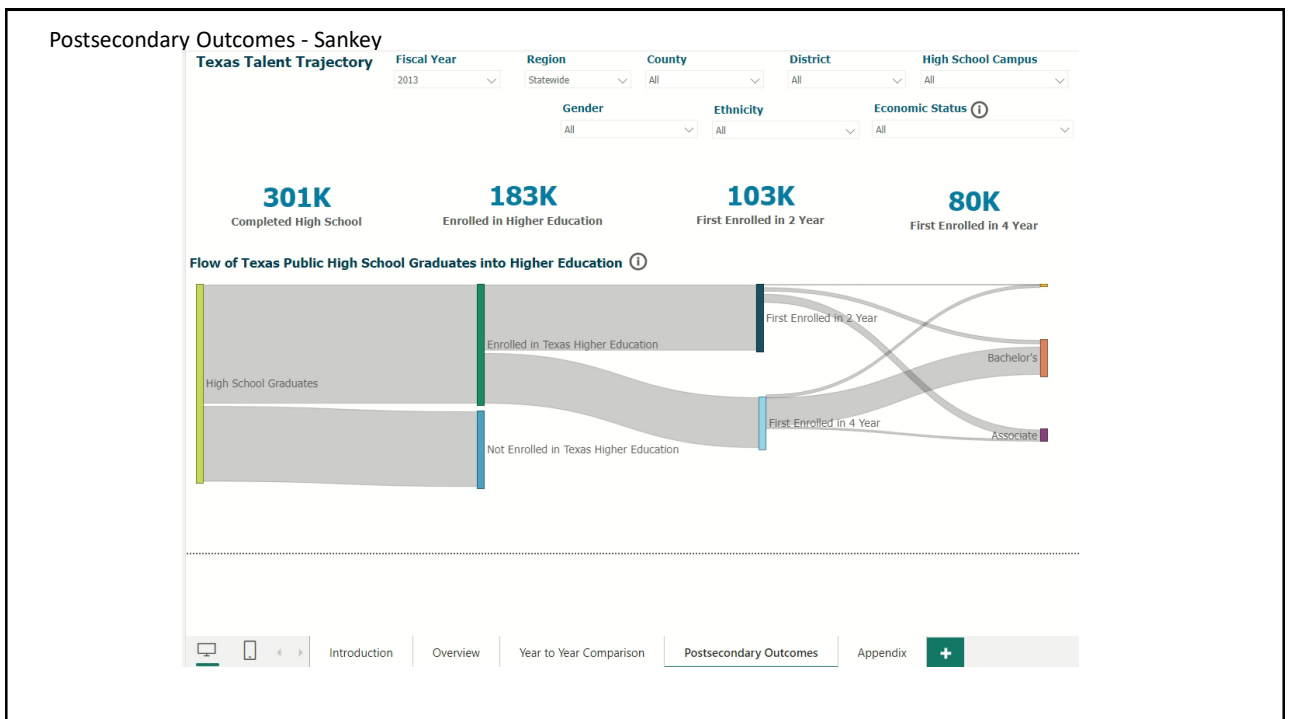 Postsecondary Outcomes - Sankey
Texas Talent Trajectory
Fiscal Year
2013
Region
Statewide
County
All
District
All
High School Campus
All
Gender
All
Ethnicity
All
Economic Status
All
301K
Completed High School
183K
Enrolled in Higher Education
103K
First Enrolled in 2 Year
80K
First Enrolled in 4 Year
Flow of Texas Public High School Graduates into Higher Education
High School Graduates
Enrolled in Texas Higher Education
Not Enrolled in Texas Higher Education
First Enrolled in 2 Year
First Enrolled in 4 Year
Bachelor's
Associate
Introduction
Overview
Year to Year Comparison
Postsecondary Outcomes
Appendix
+